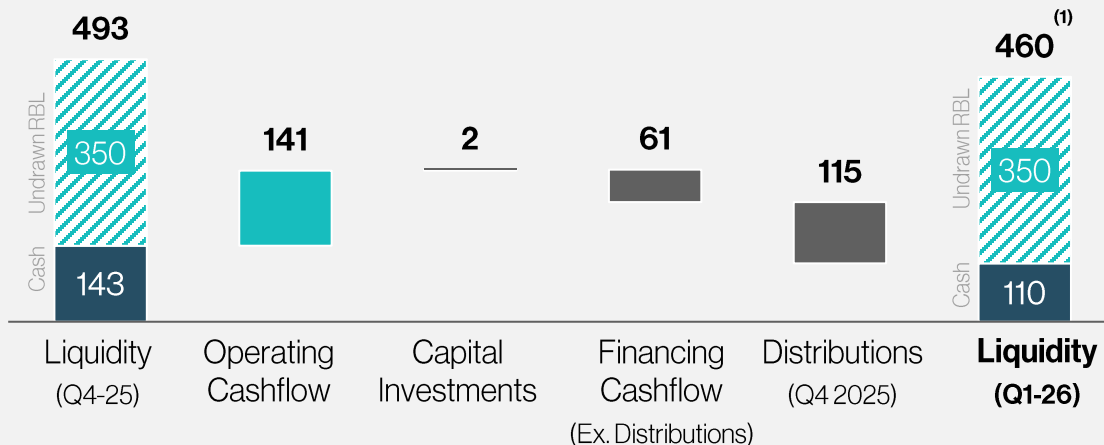 493
Undrawn RBL
350
Cash
143
141
2
61
115
(1)
460
Undrawn RBL
350
Cash
110
Liquidity
(Q4-25)
Operating
Cashflow
Capital
Investments
Financing
Cashflow
(Ex. Distributions)
Distributions
(Q4 2025)
Liquidity
(Q1-26)